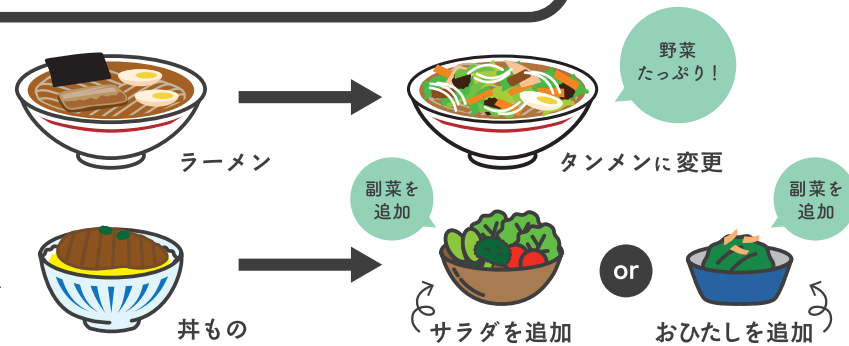 野菜
たっぷり！
ラーメン
タンメンに変更
副菜を
追加
副菜を
追加
or
丼もの
サラダを追加
おひたしを追加